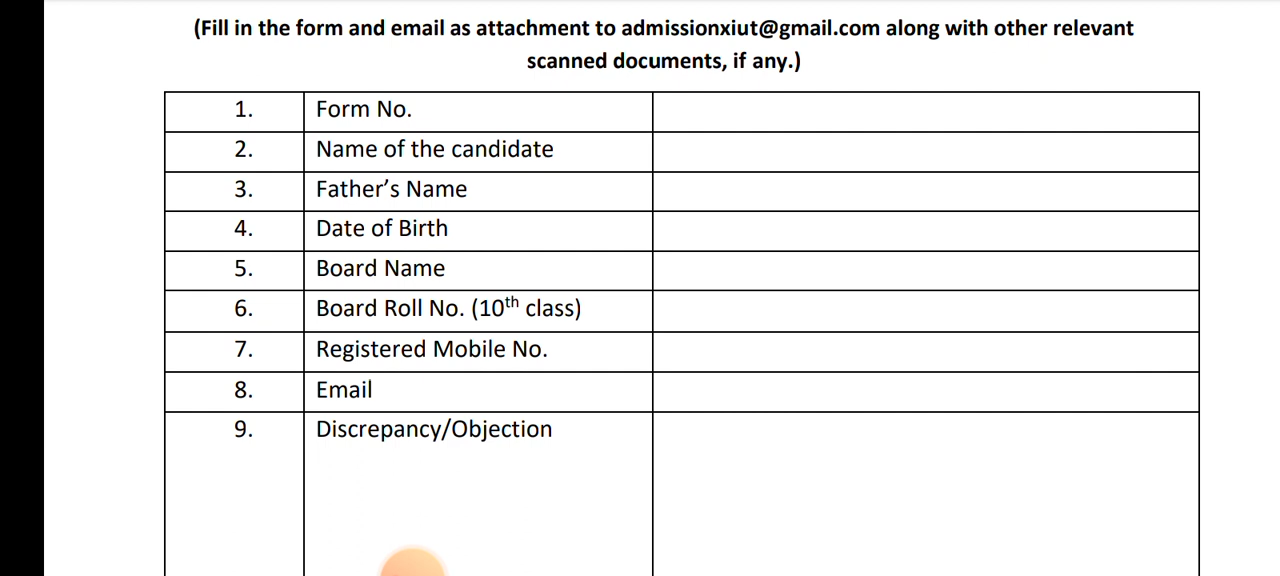 (Fill in the form and email as attachment to admissionxiut@gmail.com along with other relevant
scanned documents, if any.)
1. Form No.
2. Name of the candidate
3. Father’s Name
4. Date of Birth
5. Board Name
6. Board Roll No. (10th class)
7. Registered Mobile No.
8. Email
9. Discrepancy/Objection